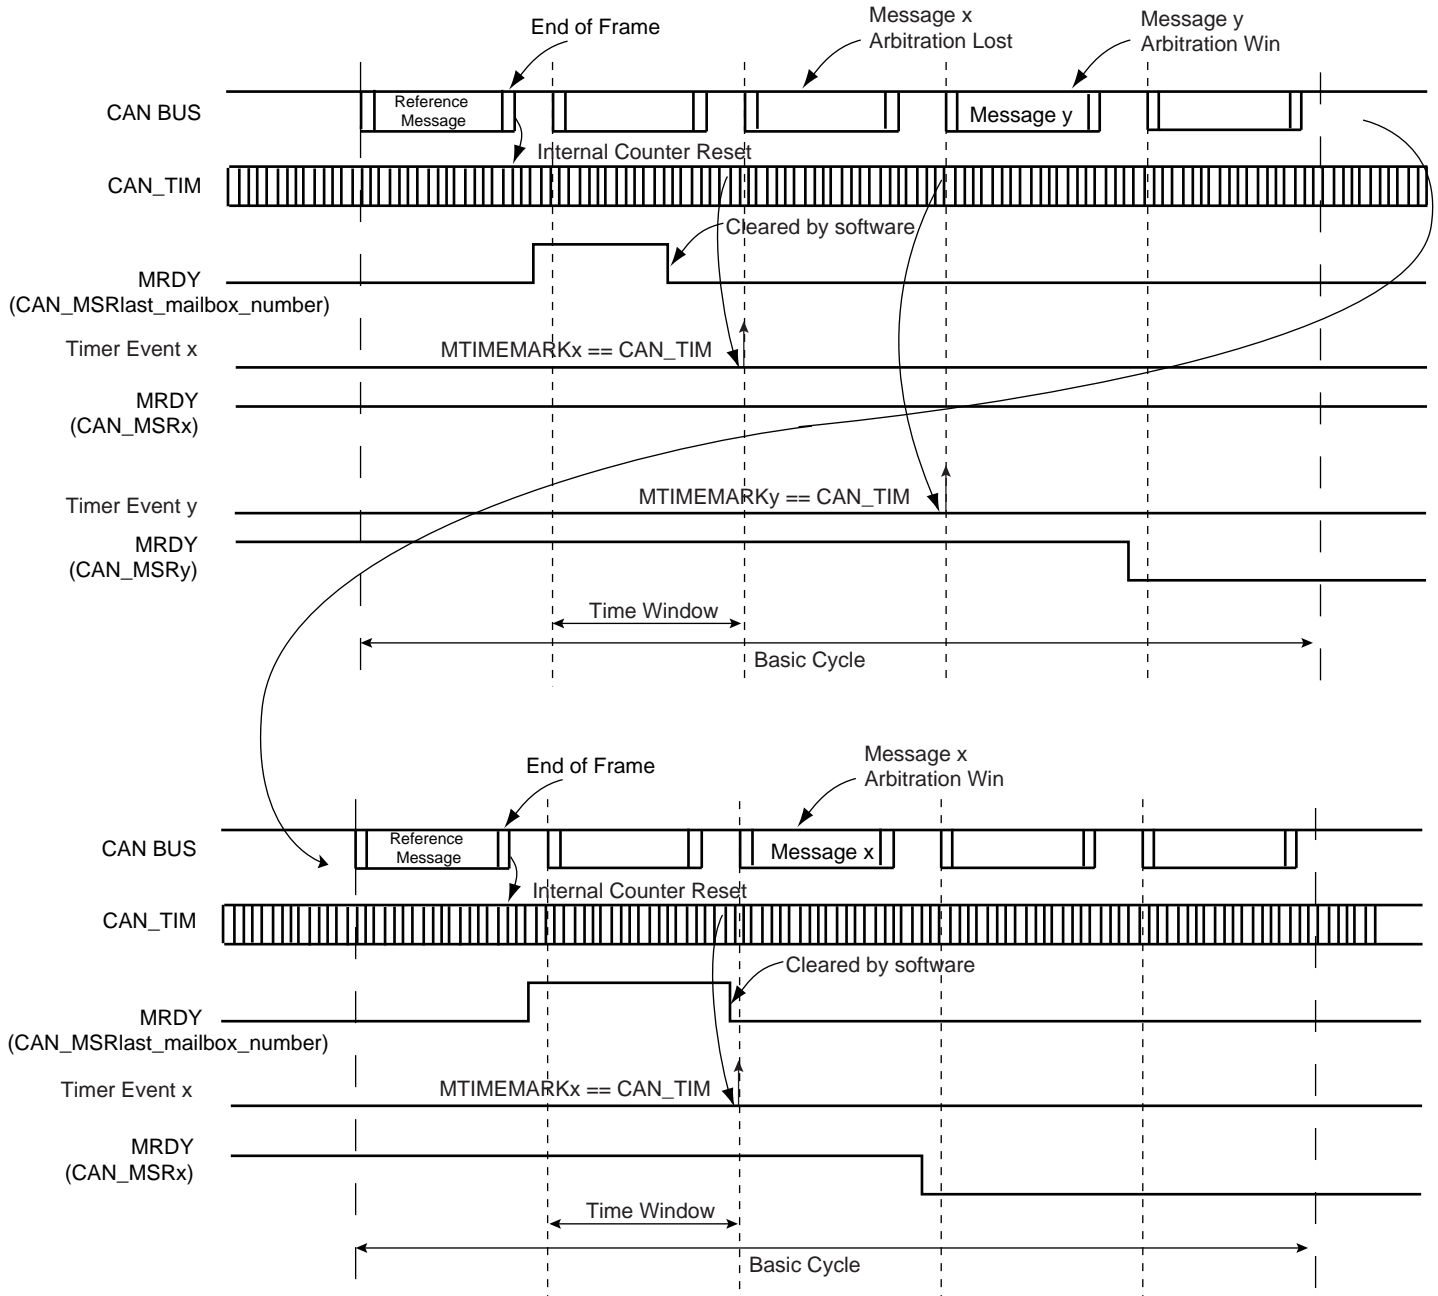 End of Frame
Message x
Arbitration Lost
Message y
Arbitration Win
CAN BUS
Reference
Message
Message y
Internal Counter Reset
CAN_TIM
Cleared by software
MRDY
(CAN_MSRlast_mailbox_number)
Timer Event x
MTIMEMARKx == CAN_TIM
MRDY
(CAN_MSRx)
Timer Event y
MTIMEMARKy == CAN_TIM
MRDY
(CAN_MSRy)
Time Window
Basic Cycle
End of Frame
Message x
Arbitration Win
CAN BUS
Reference
Message
Message x
Internal Counter Reset
CAN_TIM
Cleared by software
MRDY
(CAN_MSRlast_mailbox_number)
Timer Event x
MTIMEMARKx == CAN_TIM
MRDY
(CAN_MSRx)
Time Window
Basic Cycle